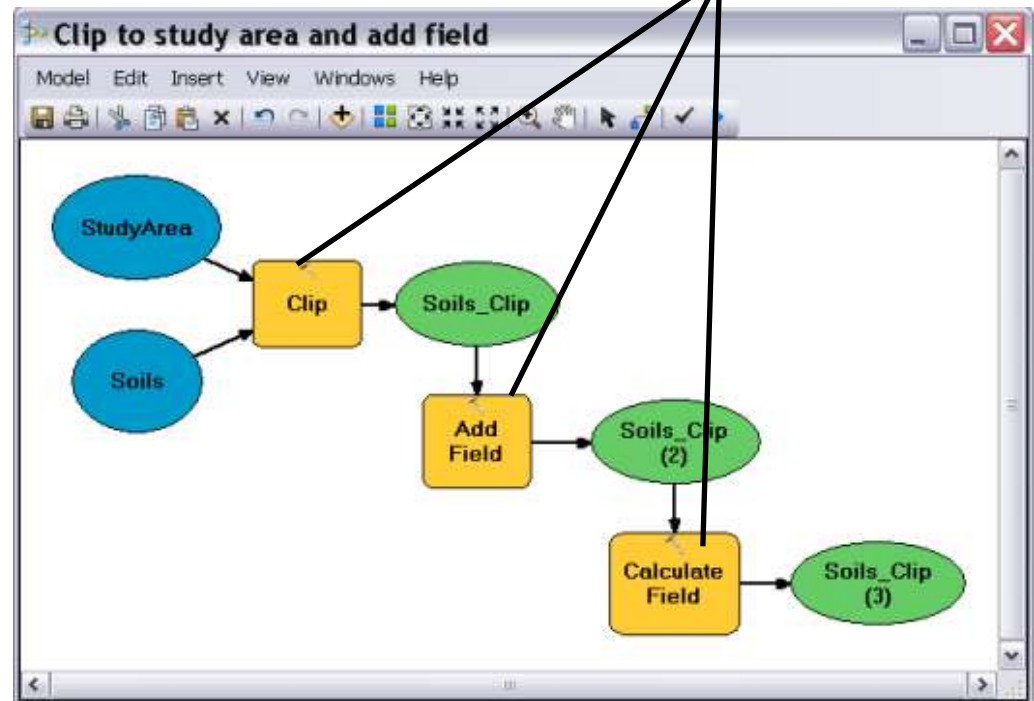 Clip to study area and add field
Model Edit Insert View Windows Help
StudyArea
Clip
Soils_Clip
Soils
Add
Field
Soils_Clip
(2)
Calculate
Field
Soils_Clip
(3)